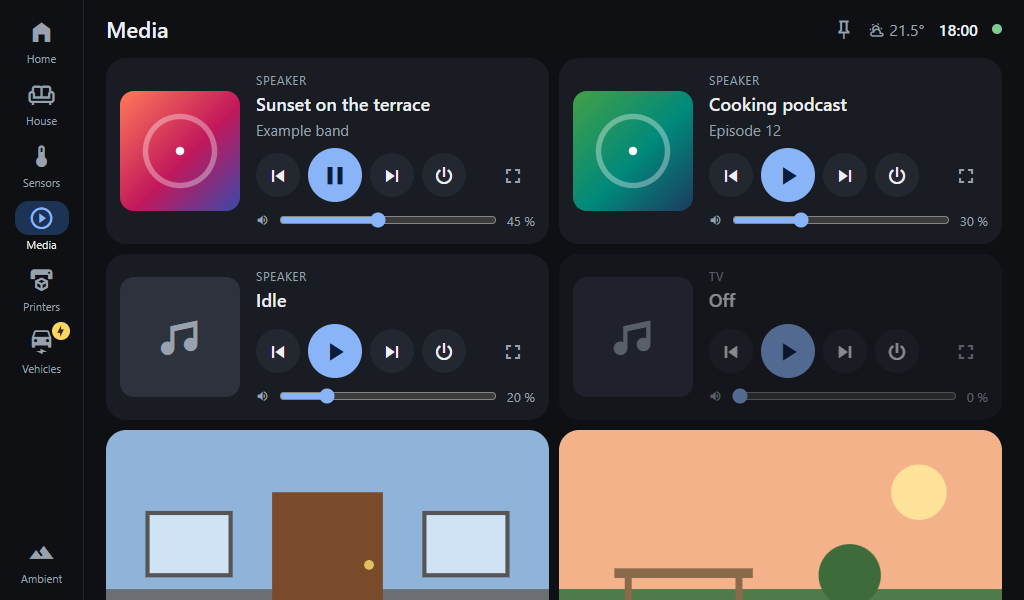 Home
House
Sensors
Media
Printers
Vehicles
Ambient
Media
21.5°
18:00
SPEAKER
Sunset on the terrace
Example band
45 %
SPEAKER
Cooking podcast
Episode 12
30 %
SPEAKER
Idle
20 %
TV
Off
0 %